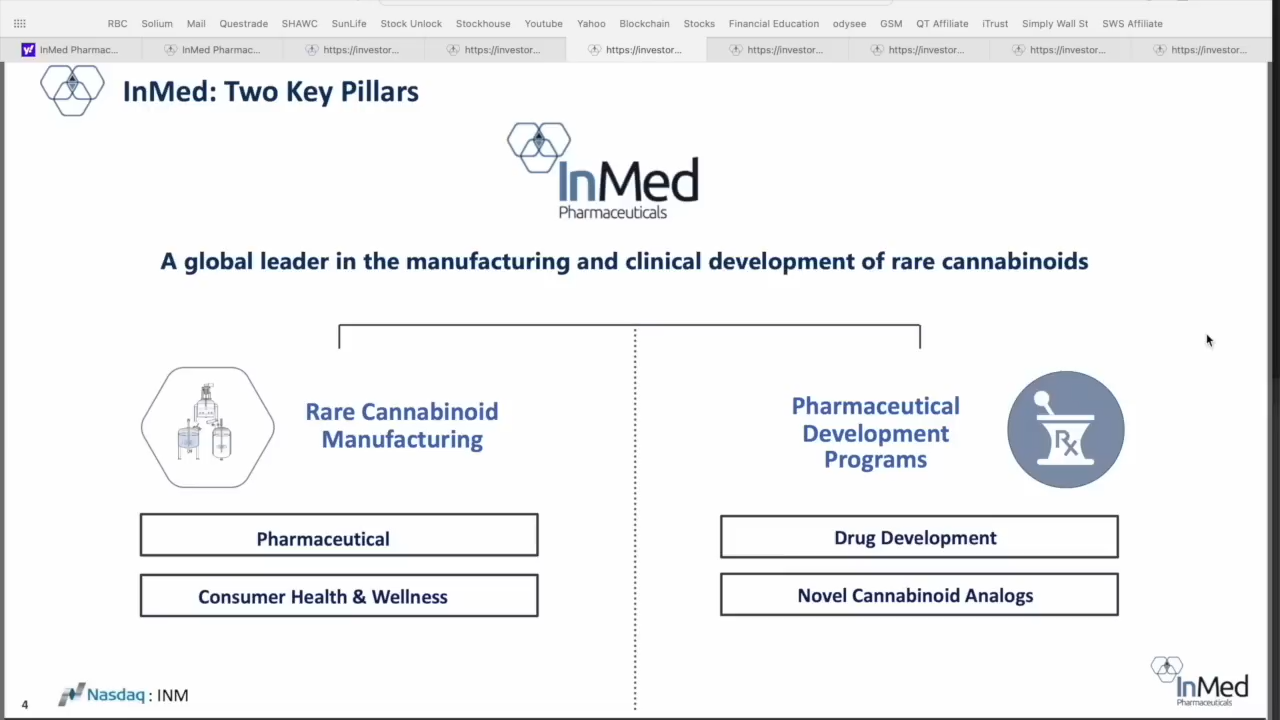 RBC Solium Mail Questrade SHAWC SunLife Stock Unlock Stockhouse Youtube Yahoo Blockchain Stocks Financial Education odysee GSM QT Affiliate iTrust Simply Wall St SWS Affiliate
InMed Pharmac... InMed Pharmac... https://investor... https://investor... https://investor... https://investor... https://investor... https://investor... https://investor...
InMed: Two Key Pillars
InMed
Pharmaceuticals
A global leader in the manufacturing and clinical development of rare cannabinoids
Rare Cannabinoid
Manufacturing
Pharmaceutical
Development
Programs
Rx
Pharmaceutical
Consumer Health & Wellness
Drug Development
Novel Cannabinoid Analogs
4
Nasdaq : INM
InMed
Pharmaceuticals